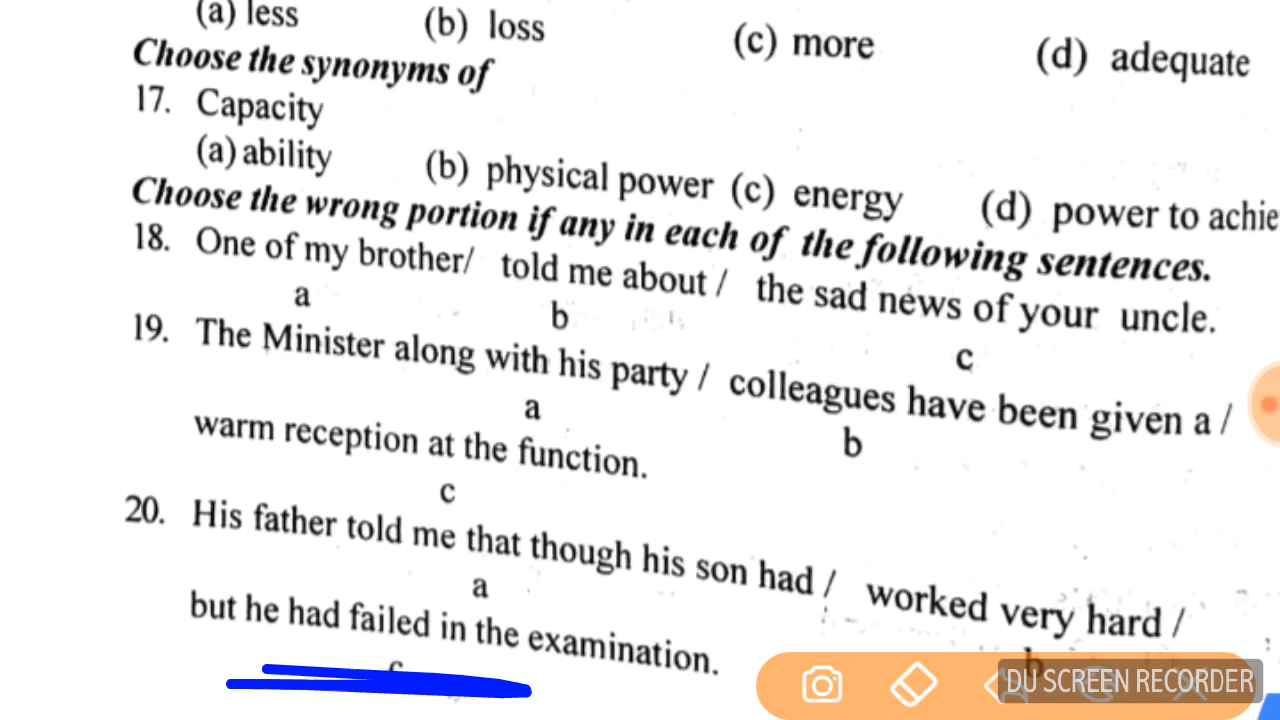 (a) less (b) loss (c) more (d) adequate
Choose the synonyms of
17. Capacity
(a) ability (b) physical power (c) energy (d) power to achie
Choose the wrong portion if any in each of the following sentences.
18. One of my brother/ told me about / the sad news of your uncle.
a b c
19. The Minister along with his party / colleagues have been given a /
a b
warm reception at the function.
c
20. His father told me that though his son had / worked very hard /
a b
but he had failed in the examination.
c
DU SCREEN RECORDER